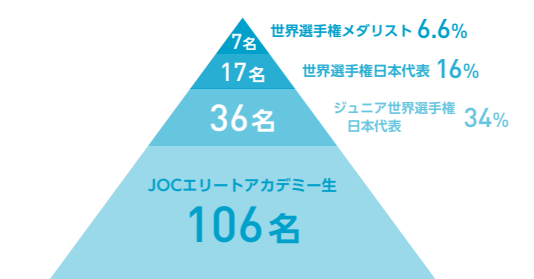 7名 世界選手権メダリスト 6.6%
17名 世界選手権日本代表 16%
36名 ジュニア世界選手権
日本代表 34%
JOCエリートアカデミー生
106名